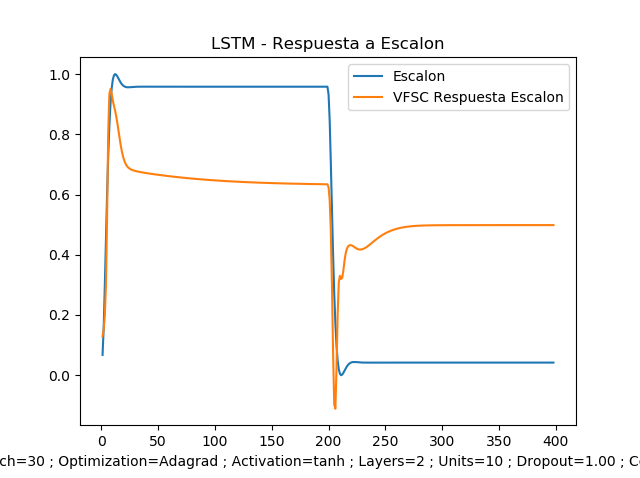 LSTM - Respuesta a Escalon
Escalon
VFSC Respuesta Escalon
1.0
0.8
0.6
0.4
0.2
0.0
0 50 100 150 200 250 300 350 400
ch=30 ; Optimization=Adagrad ; Activation=tanh ; Layers=2 ; Units=10 ; Dropout=1.00 ; C